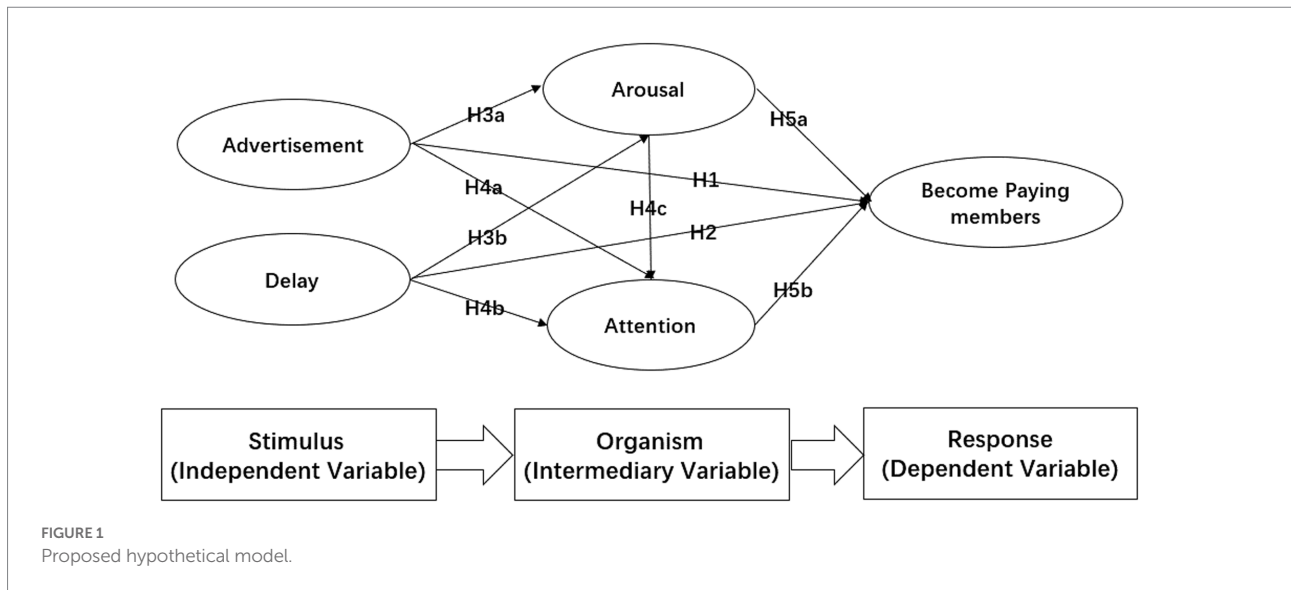 Arousal
H3a
H5a
Advertisement
H1
H4a
Become Paying
members
H4c
H3b
H2
Delay
H4b
H5b
Attention
Stimulus
(Independent Variable)
Organism
(Intermediary Variable)
Response
(Dependent Variable)
FIGURE 1
Proposed hypothetical model.